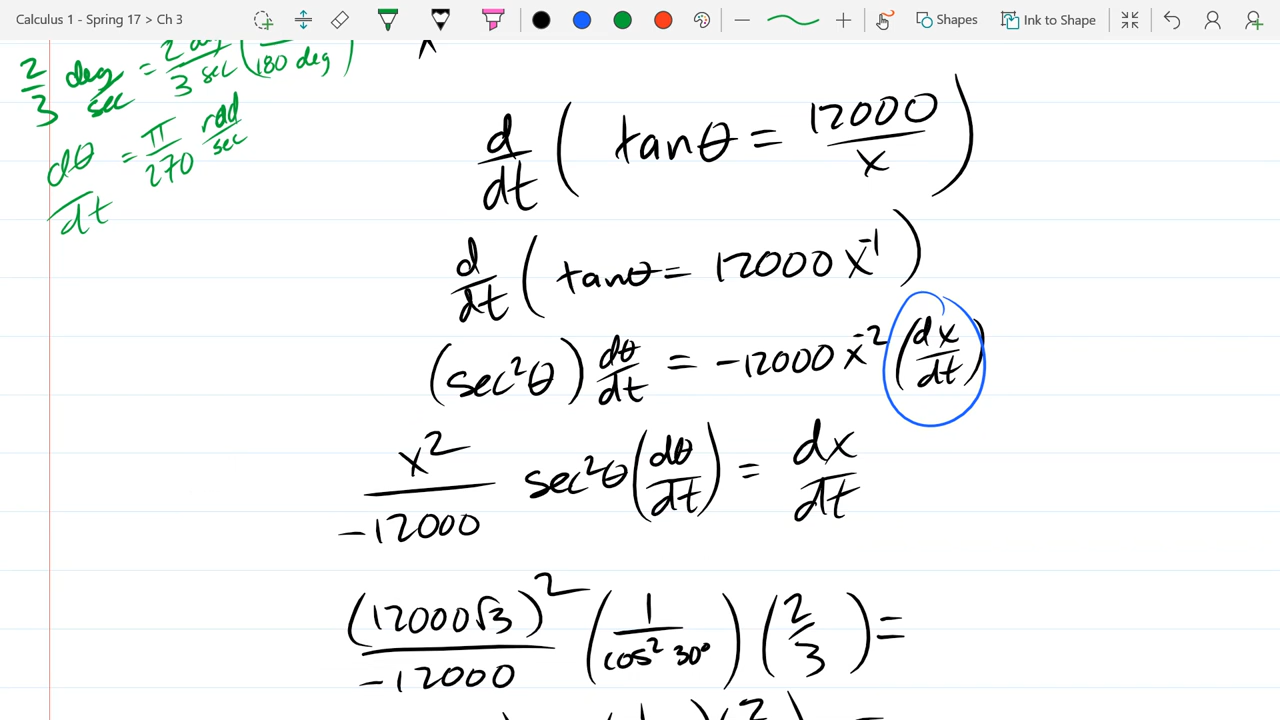 Calculus 1 - Spring 17 > Ch 3
Shapes
Ink to Shape
2/3 deg/sec = 2/3 deg/sec ( /180 deg)
dθ/dt = π/270 rad/sec
x
d/dt ( tanθ = 12000/x )
d/dt ( tanθ = 12000 x^-1 )
(sec²θ) dθ/dt = -12000 x^-2 (dx/dt)
x²/-12000 sec²θ (dθ/dt) = dx/dt
(12000√3)²/-12000 (1/cos² 30°) (2/3) =